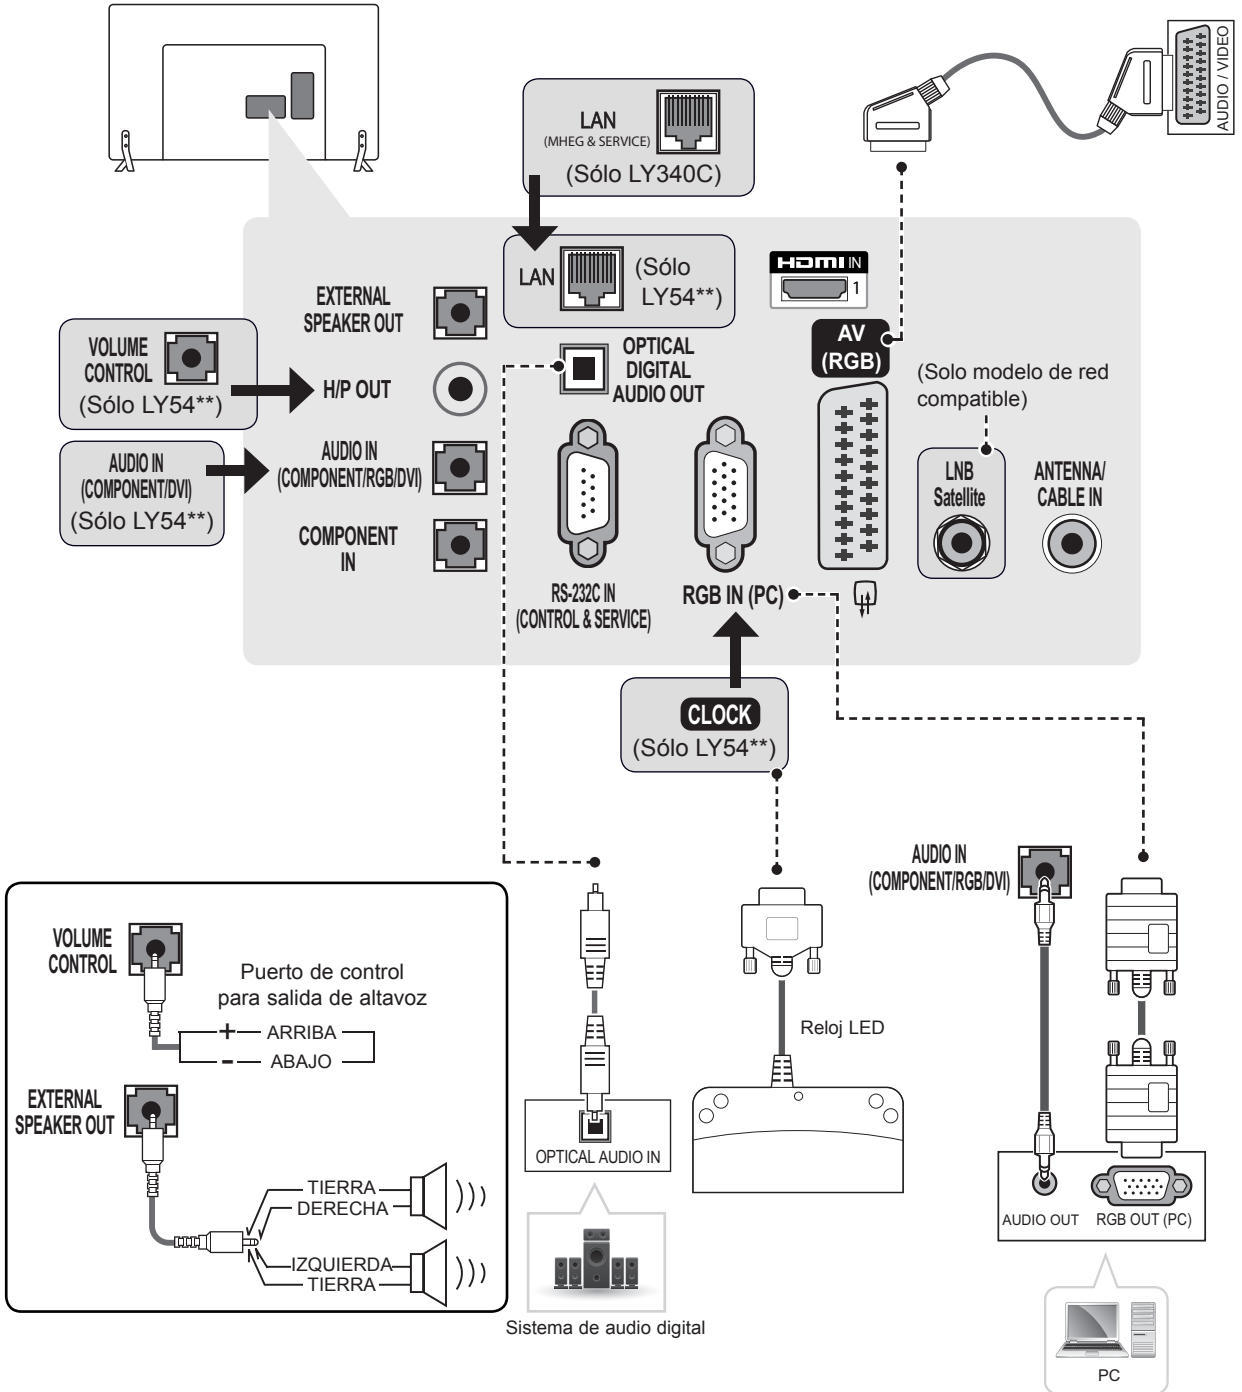 AUDIO / VIDEO
LAN
(MHEG & SERVICE)
(Sólo LY340C)
LAN
(Sólo
LY54**)
HDMI IN
1
EXTERNAL
SPEAKER OUT
VOLUME
CONTROL
(Sólo LY54**)
H/P OUT
OPTICAL
DIGITAL
AUDIO OUT
AV
(RGB)
(Solo modelo de red
compatible)
AUDIO IN
(COMPONENT/DVI)
(Sólo LY54**)
AUDIO IN
(COMPONENT/RGB/DVI)
COMPONENT
IN
LNB
Satellite
ANTENNA/
CABLE IN
RS-232C IN
(CONTROL & SERVICE)
RGB IN (PC)
CLOCK
(Sólo LY54**)
VOLUME
CONTROL
Puerto de control
para salida de altavoz
+ ARRIBA
- ABAJO
EXTERNAL
SPEAKER OUT
TIERRA
DERECHA
IZQUIERDA
TIERRA
OPTICAL AUDIO IN
Sistema de audio digital
Reloj LED
AUDIO IN
(COMPONENT/RGB/DVI)
AUDIO OUT
RGB OUT (PC)
PC